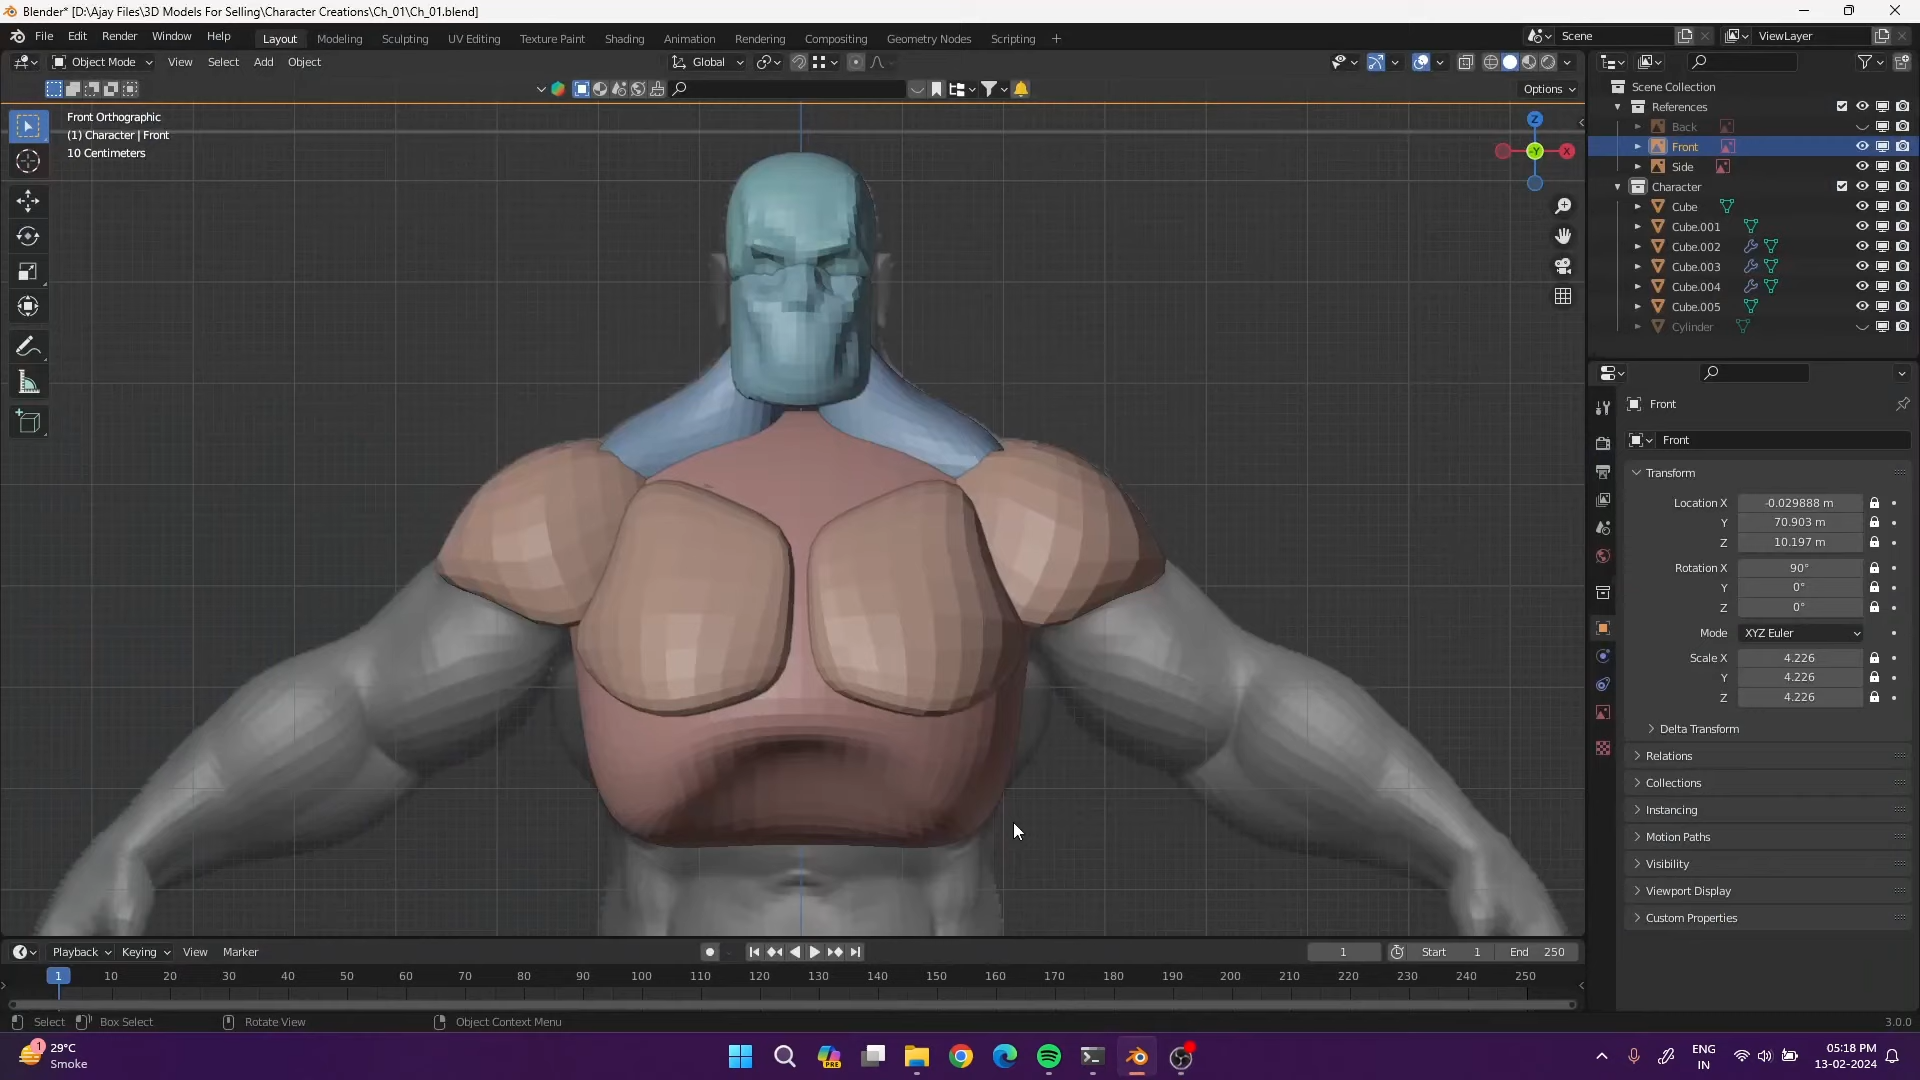 Blender* [D:\Ajay Files\3D Models For Selling\Character Creations\Ch_01\Ch_01.blend]
File Edit Render Window Help Layout Modeling Sculpting UV Editing Texture Paint Shading Animation Rendering Compositing Geometry Nodes Scripting + Scene ViewLayer
Object Mode View Select Add Object Global
Options
Front Orthographic
(1) Character | Front
10 Centimeters
Z
-Y
X
Scene Collection
References
Back
Front
Side
Character
Cube
Cube.001
Cube.002
Cube.003
Cube.004
Cube.005
Cylinder
Front
Front
Transform
Location X -0.029888 m
Y 70.903 m
Z 10.197 m
Rotation X 90°
Y 0°
Z 0°
Mode XYZ Euler
Scale X 4.226
Y 4.226
Z 4.226
Delta Transform
Relations
Collections
Instancing
Motion Paths
Visibility
Viewport Display
Custom Properties
Playback Keying View Marker 1 Start 1 End 250
1 10 20 30 40 50 60 70 80 90 100 110 120 130 140 150 160 170 180 190 200 210 220 230 240 250
Select Box Select Rotate View Object Context Menu 3.0.0
1 29°C
Smoke
PRE
ENG
IN
05:18 PM
13-02-2024